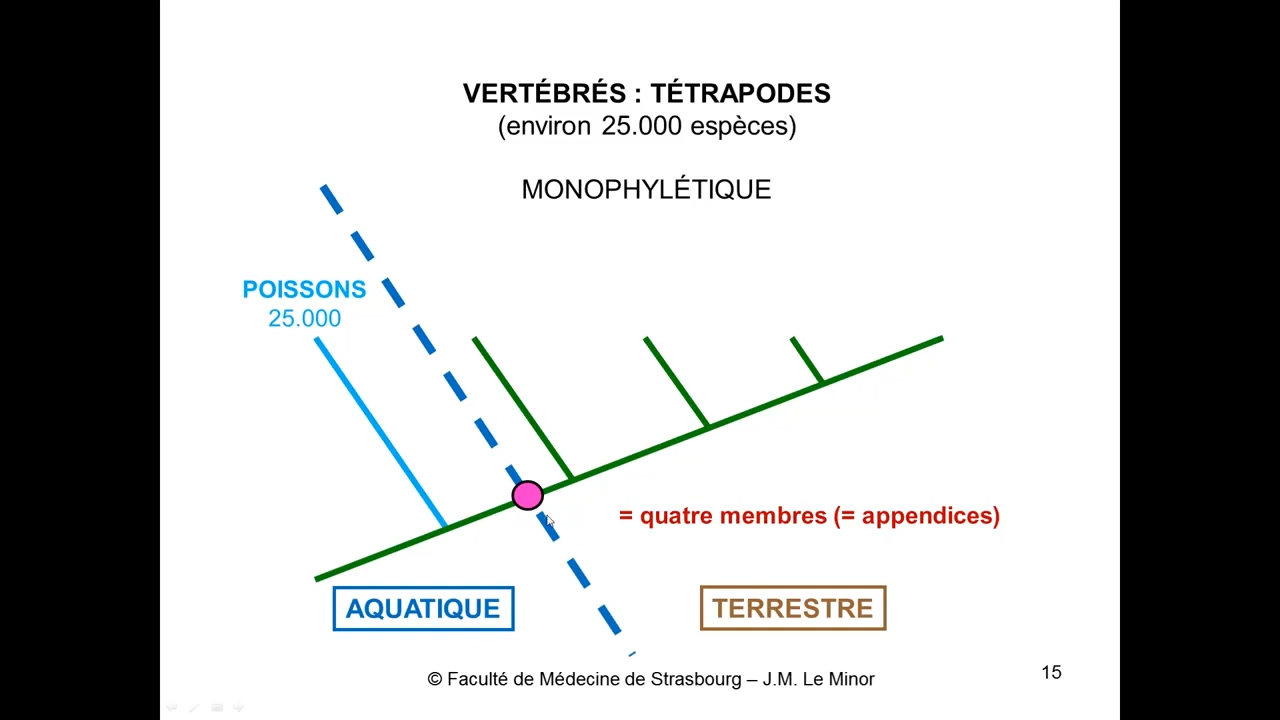 VERTÉBRÉS : TÉTRAPODES
(environ 25.000 espèces)
MONOPHYLÉTIQUE
POISSONS
25.000
= quatre membres (= appendices)
AQUATIQUE
TERRESTRE
© Faculté de Médecine de Strasbourg – J.M. Le Minor
15